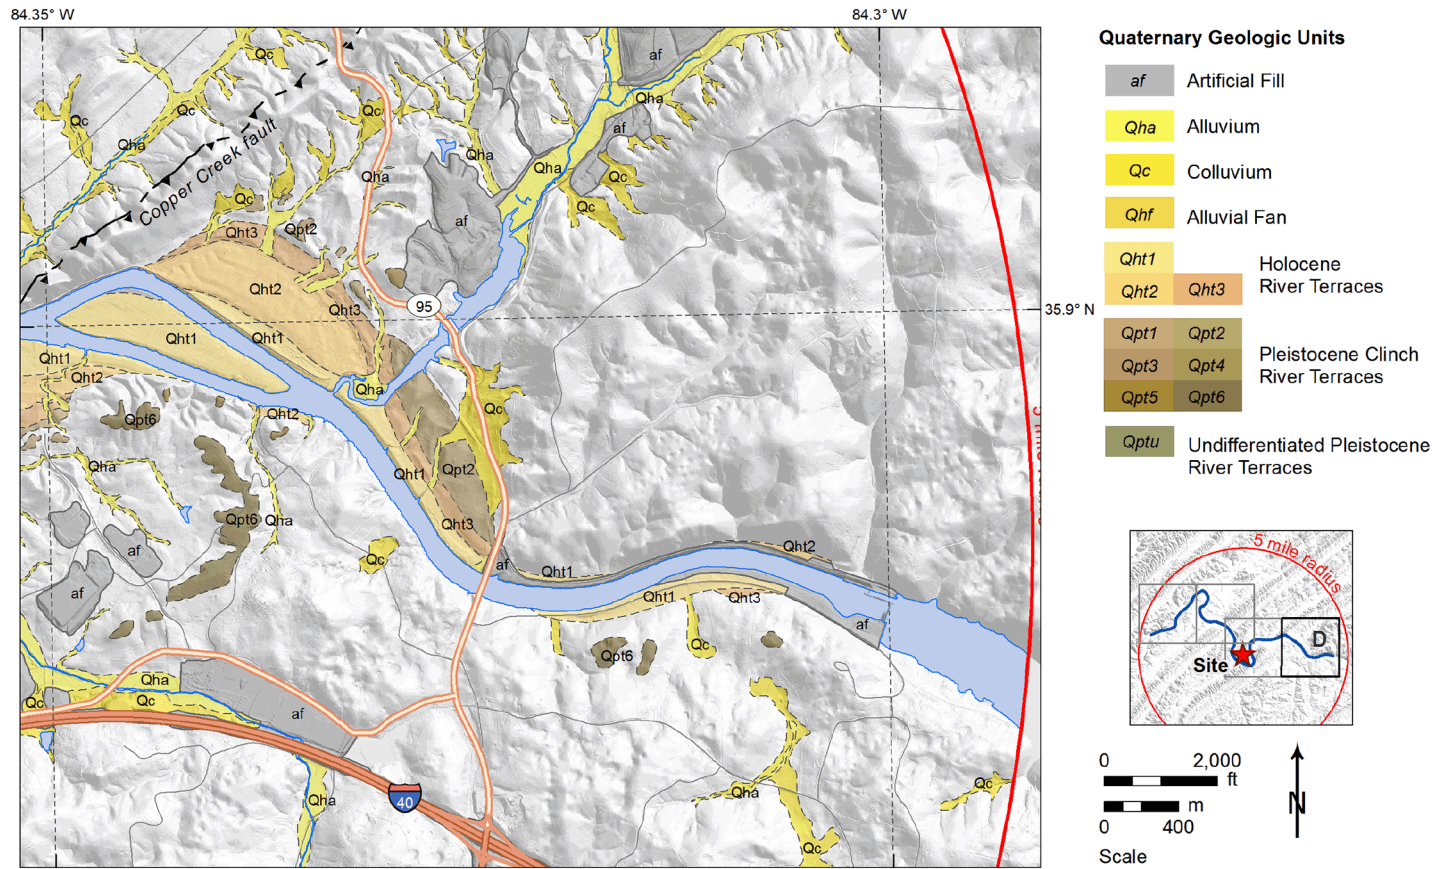 84.35° W
84.3° W
Qc
af
Qha
Qc
Qc
Qc
af
Qha
Qha
Qha
Copper Creek fault
Qha
Qc
Qc
Qc
Qht3
Qpt2
af
Qht2
Qht3
95
35.9° N
Qht1
Qht1
Qht1
Qht2
Qha
Qht2
Qc
Qpt6
Qha
Qht1
Qpt2
Qpt6
Qha
Qht3
af
Qc
af
Qht1
Qht2
af
Qht1
Qht3
af
Qc
Qpt6
Qha
Qc
Qc
af
Qha
40
Qha
Qc
Qc
Quaternary Geologic Units
af Artificial Fill
Qha Alluvium
Qc Colluvium
Qhf Alluvial Fan
Qht1
Qht2 Qht3
Holocene
River Terraces
Qpt1 Qpt2
Qpt3 Qpt4
Qpt5 Qpt6
Pleistocene Clinch
River Terraces
Qptu Undifferentiated Pleistocene
River Terraces
5 mile radius
D
Site
0 2,000
ft
m
0 400
Scale
N